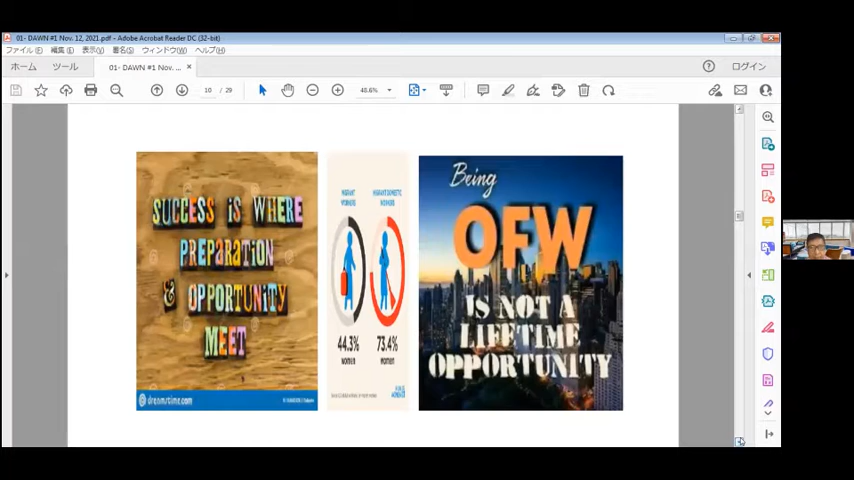 01- DAWN #1 Nov. 12, 2021.pdf - Adobe Acrobat Reader DC (32-bit)
ファイル(F) 編集(E) 表示(V) 署名(S) ウィンドウ(W) ヘルプ(H)
ホーム ツール 01- DAWN #1 Nov. ... × ログイン
10 / 29 48.6%
SUCCESS iS WHERE
PREPARATION
& OPPORTUNITY
MEET
dreamstime.com
MIGRANT
WORKERS
44.3%
WOMEN
MIGRANT DOMESTIC
WORKERS
73.4%
WOMEN
Being
OFW
IS NOT A
LIFETIME
OPPORTUNITY